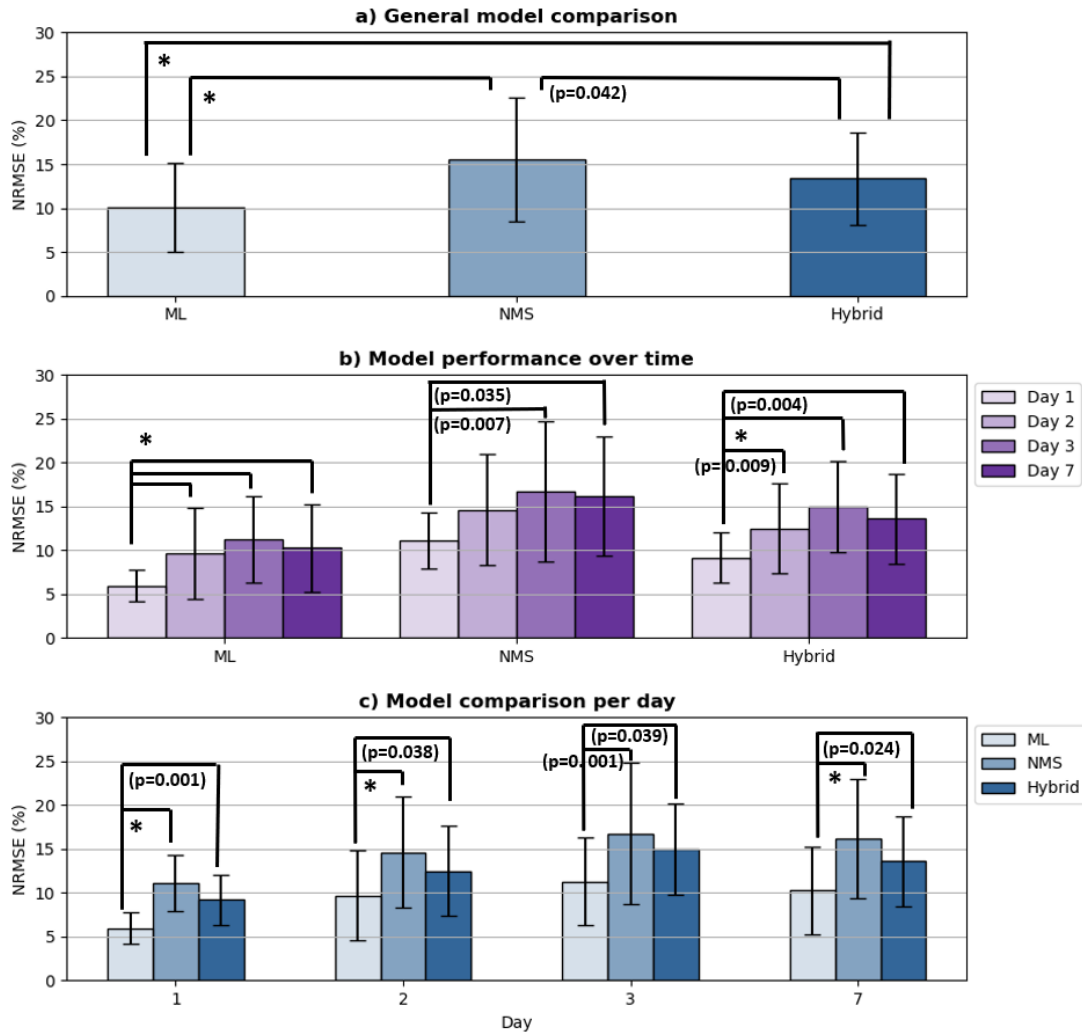 a) General model comparison
NRMSE (%)
30
25
20
15
10
5
0
*
*
(p=0.042)
ML
NMS
Hybrid
b) Model performance over time
NRMSE (%)
30
25
20
15
10
5
0
*
(p=0.035)
(p=0.007)
(p=0.004)
*
(p=0.009)
ML
NMS
Hybrid
Day 1
Day 2
Day 3
Day 7
c) Model comparison per day
NRMSE (%)
30
25
20
15
10
5
0
(p=0.001)
*
(p=0.038)
*
(p=0.039)
(p=0.001)
(p=0.024)
*
1
2
3
7
Day
ML
NMS
Hybrid